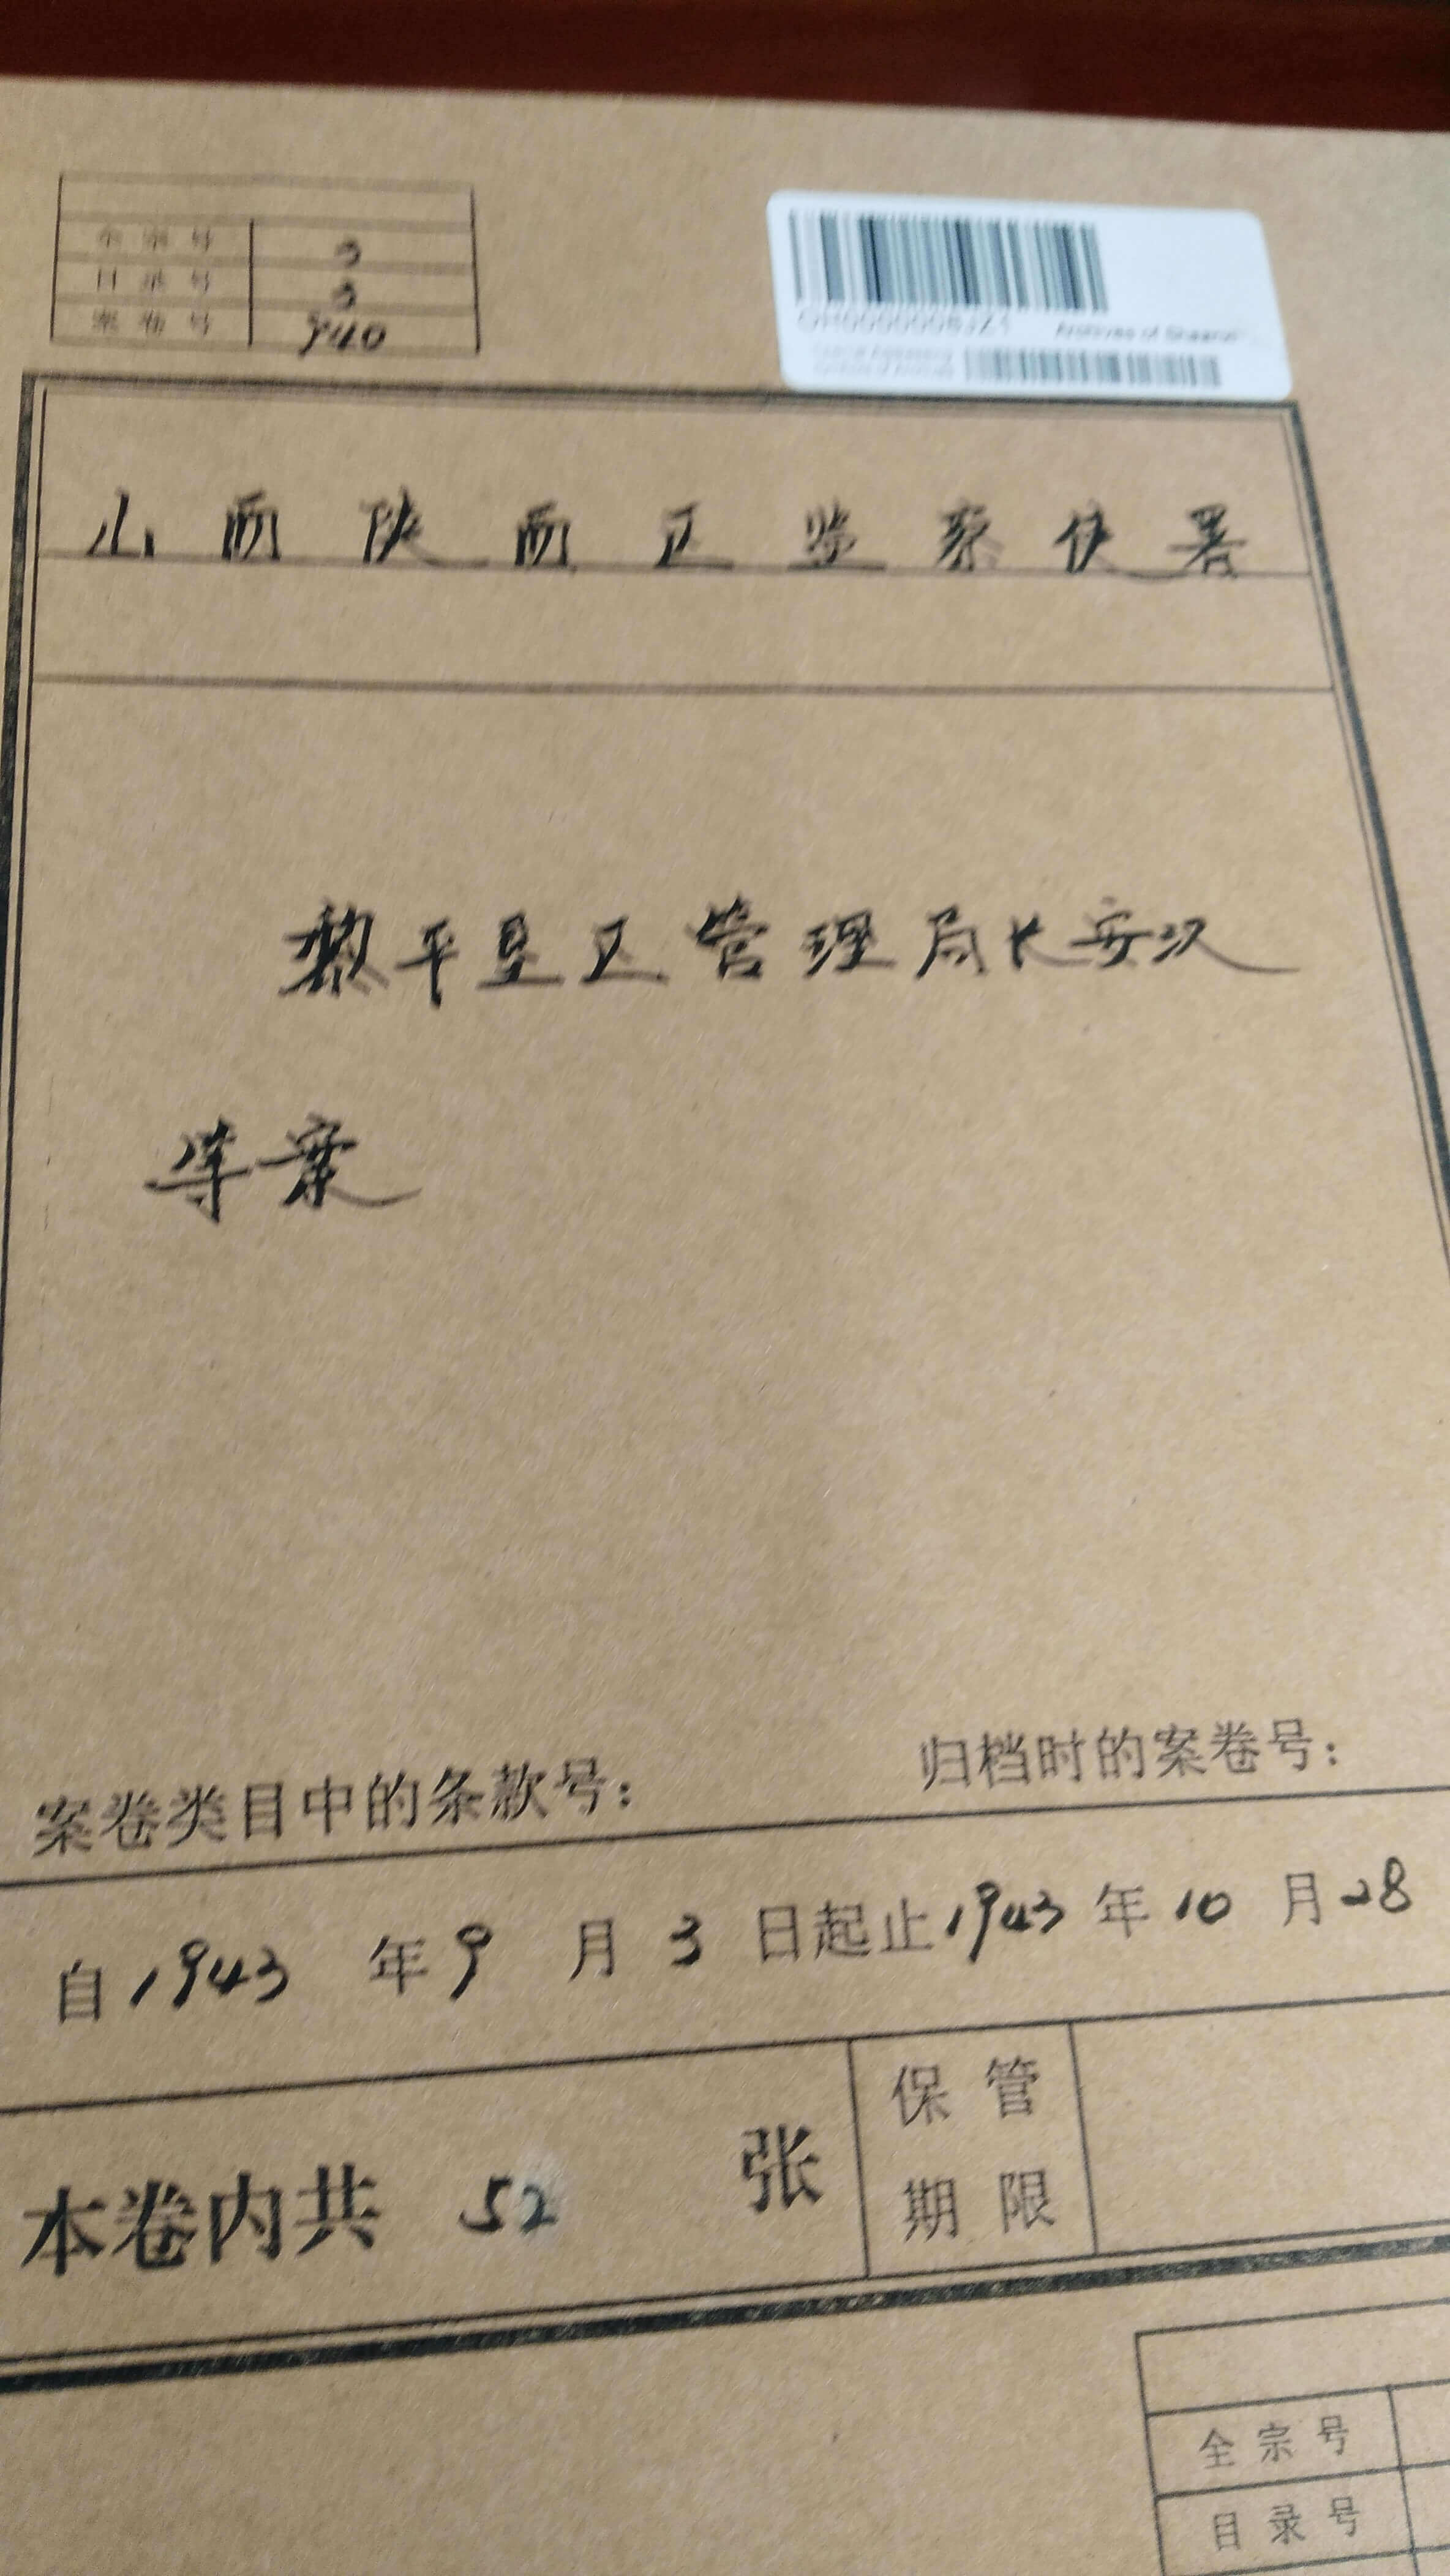 全宗号 3
目录号 3
案卷号 940
Archives of Shaanxi
山西陕西区监察使署
黎平垦区管理局长安汉
等案
案卷类目中的条款号： 归档时的案卷号：
自1943年9月3日起止1943年10月28
本卷内共 52 张 保管期限
全宗号
目录号